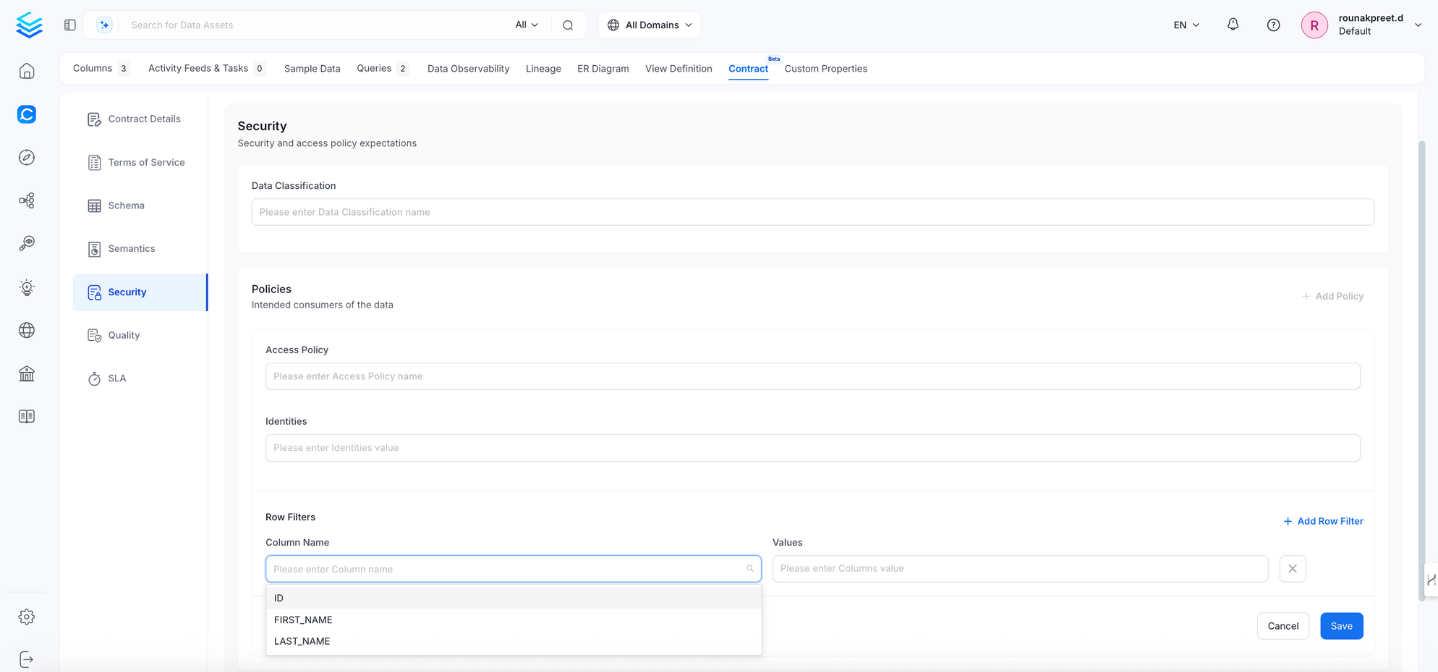 Search for Data Assets
All
All Domains
EN
R
rounakpreet.d
Default
Columns 3
Activity Feeds & Tasks 0
Sample Data
Queries 2
Data Observability
Lineage
ER Diagram
View Definition
Contract
Beta
Custom Properties
Contract Details
Terms of Service
Schema
Semantics
Security
Quality
SLA
Security
Security and access policy expectations
Data Classification
Please enter Data Classification name
Policies
Intended consumers of the data
+ Add Policy
Access Policy
Please enter Access Policy name
Identities
Please enter Identities value
Row Filters
+ Add Row Filter
Column Name
Values
Please enter Column name
Please enter Columns value
ID
FIRST_NAME
LAST_NAME
Cancel
Save